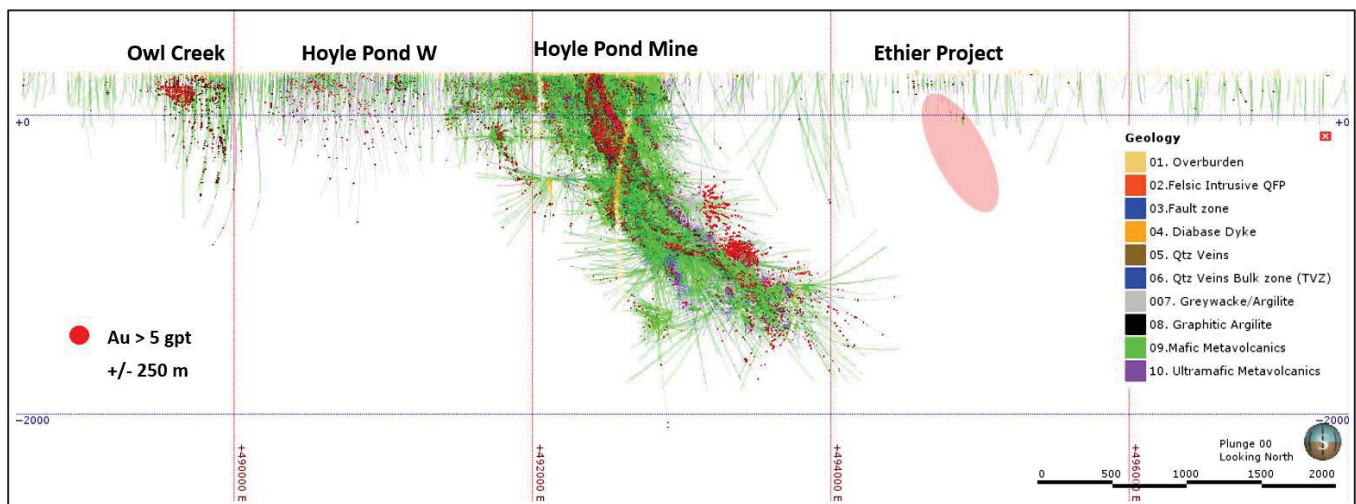 Owl Creek
Hoyle Pond W
Hoyle Pond Mine
Ethier Project
+0
+0
Geology
01. Overburden
02.Felsic Intrusive QFP
03.Fault zone
04. Diabase Dyke
05. Qtz Veins
06. Qtz Veins Bulk zone (TVZ)
007. Greywacke/Argilite
08. Graphitic Argilite
09.Mafic Metavolcanics
10. Ultramafic Metavolcanics
Au > 5 gpt
+/- 250 m
-2000
-2000
+490000 E
+492000 E
+494000 E
+496000 E
Plunge 00
Looking North
0 500 1000 1500 2000